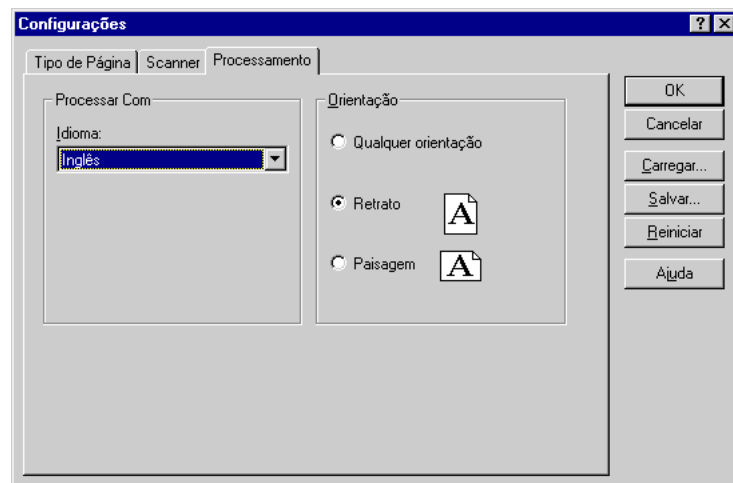 Configurações
Tipo de Página Scanner Processamento
Processar Com
Idioma:
Inglês
Orientação
Qualquer orientação
Retrato
A
Paisagem
A
OK
Cancelar
Carregar...
Salvar...
Reiniciar
Ajuda